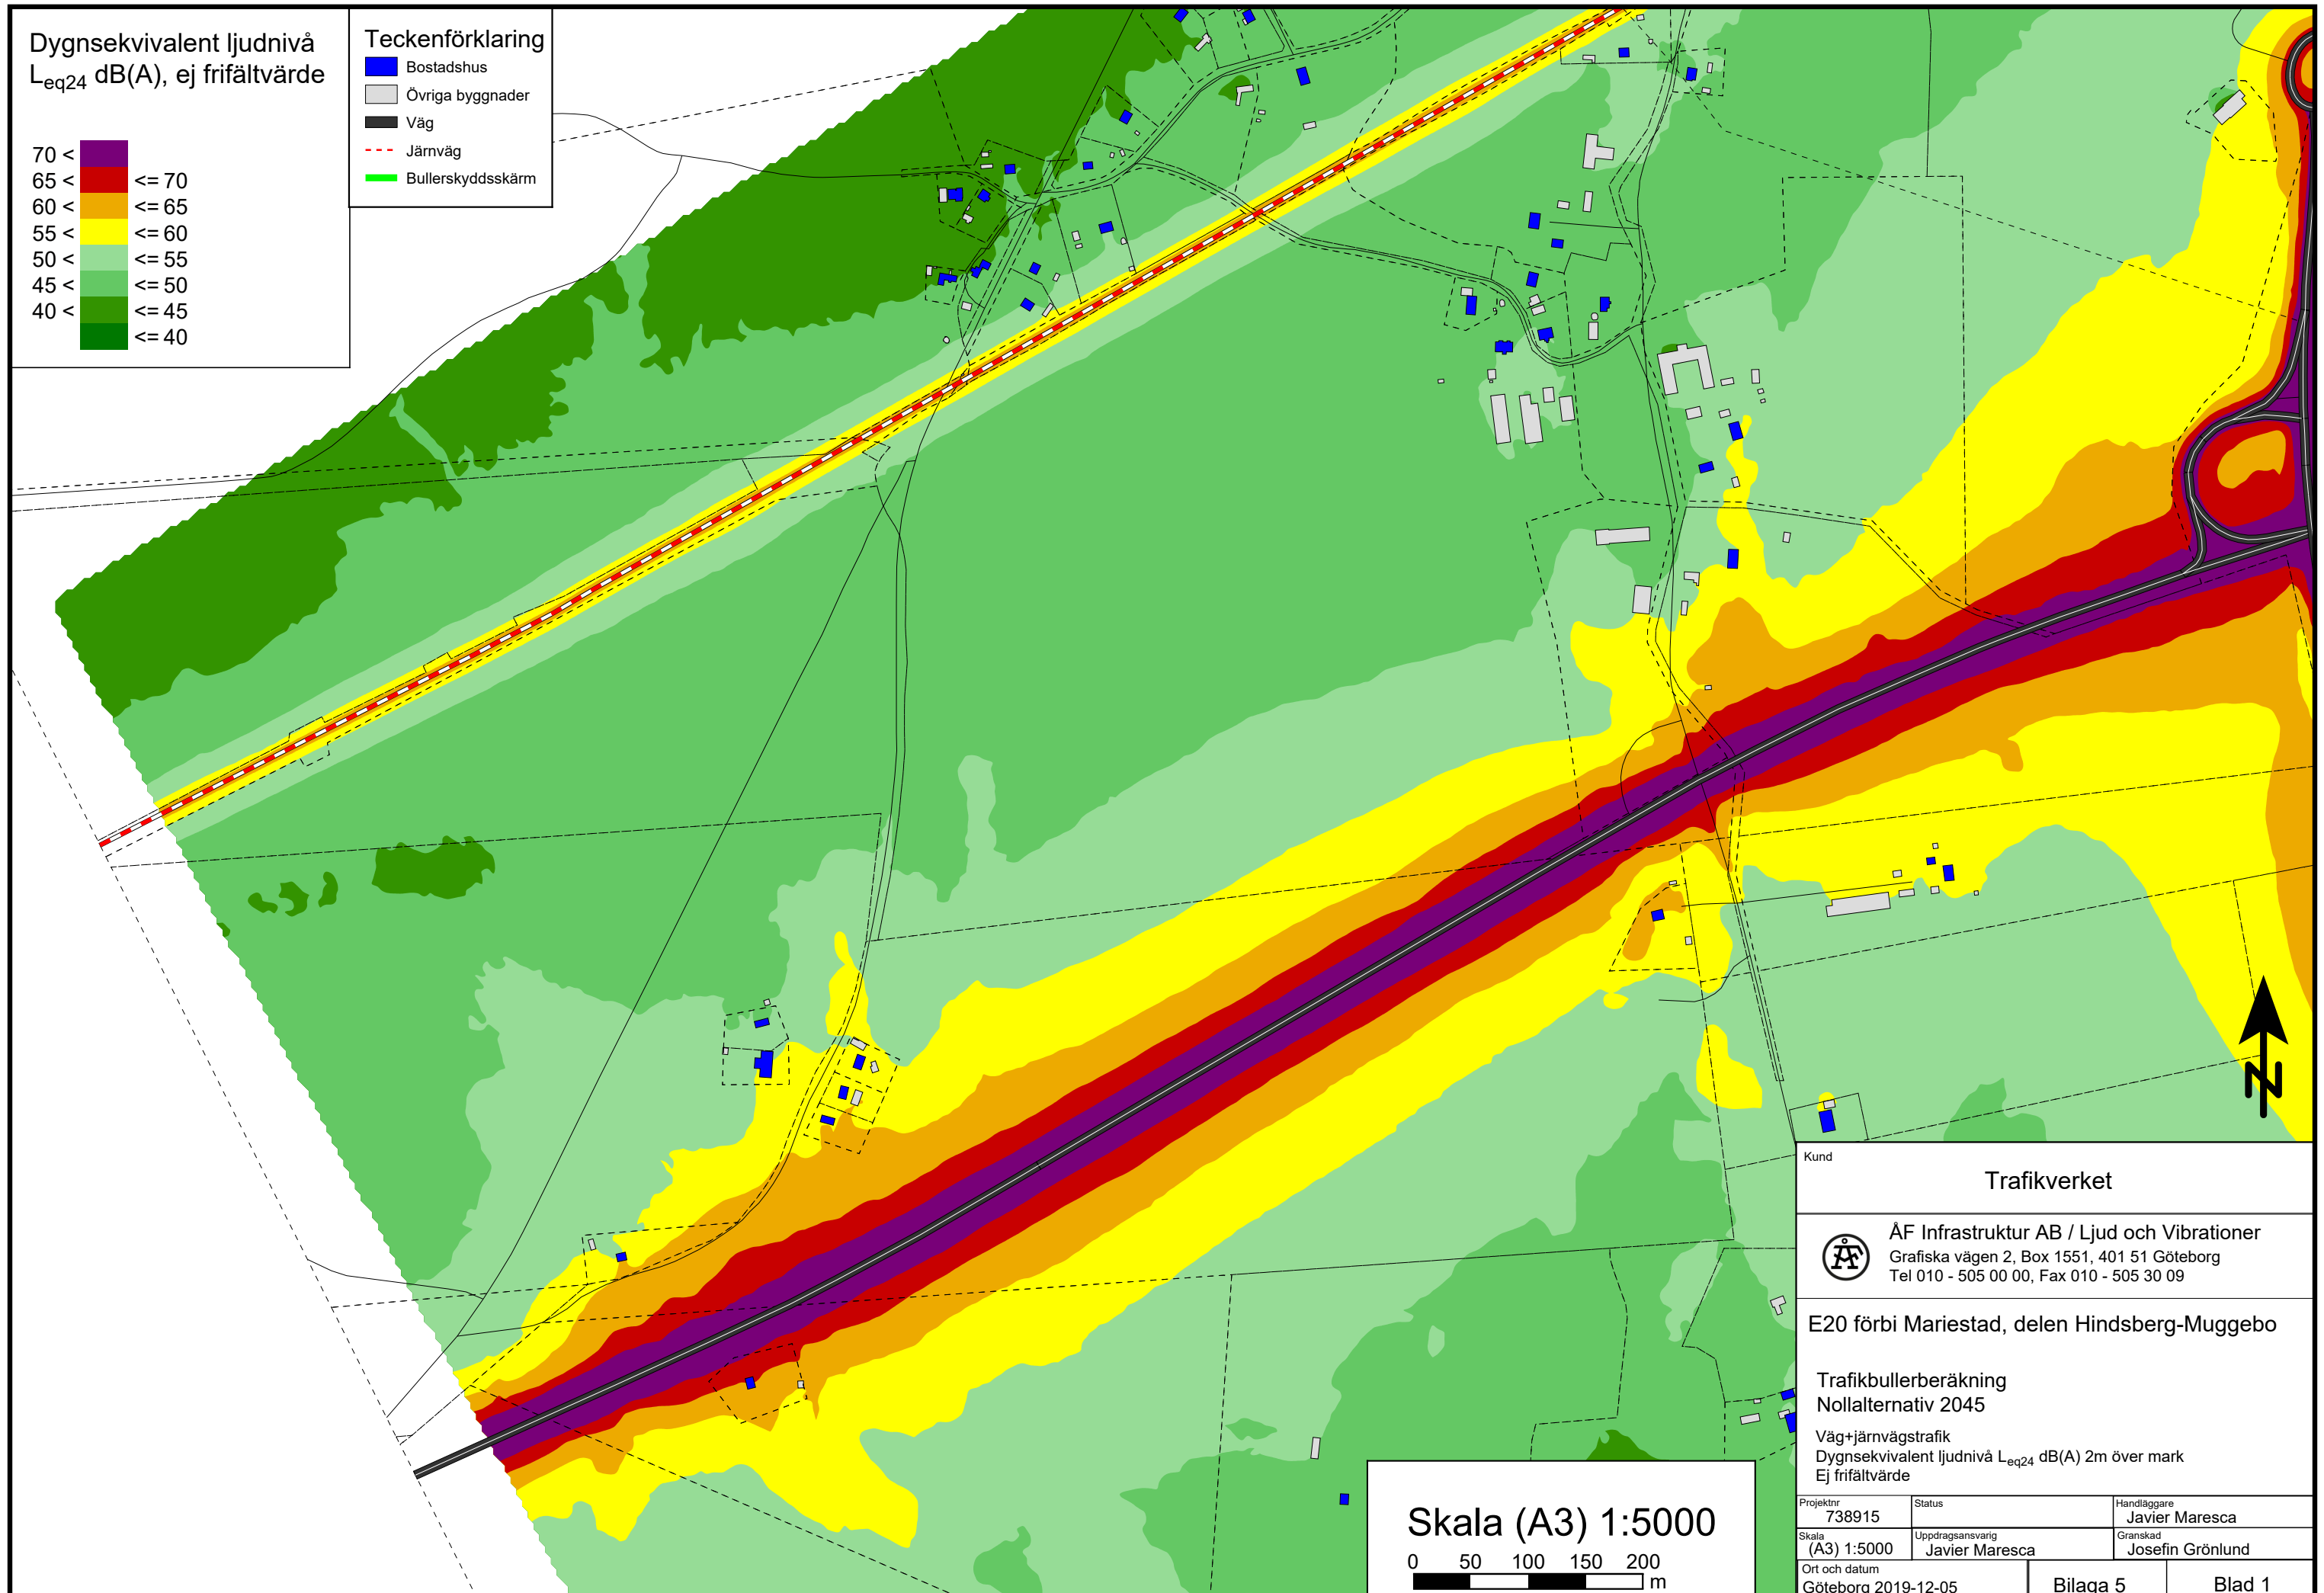 Dygnsekvivalent ljudnivå
Leq24 dB(A), ej frifältvärde
70 <
65 < <= 70
60 < <= 65
55 < <= 60
50 < <= 55
45 < <= 50
40 < <= 45
<= 40
Teckenförklaring
Bostadshus
Övriga byggnader
Väg
Järnväg
Bullerskyddsskärm
N
Skala (A3) 1:5000
0 50 100 150 200
m
Kund
Trafikverket
ÅF
ÅF Infrastruktur AB / Ljud och Vibrationer
Grafiska vägen 2, Box 1551, 401 51 Göteborg
Tel 010 - 505 00 00, Fax 010 - 505 30 09
E20 förbi Mariestad, delen Hindsberg-Muggebo
Trafikbullerberäkning
Nollalternativ 2045
Väg+järnvägstrafik
Dygnsekvivalent ljudnivå Leq24 dB(A) 2m över mark
Ej frifältvärde
Projektnr
738915
Status
Handläggare
Javier Maresca
Skala
(A3) 1:5000
Uppdragsansvarig
Javier Maresca
Granskad
Josefin Grönlund
Ort och datum
Göteborg 2019-12-05
Bilaga 5
Blad 1